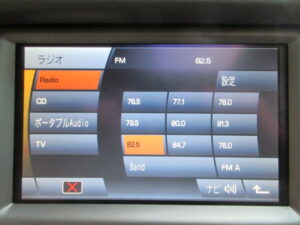 ラジオ FM 82.5
Radio 設定
CD 76.5 77.1 78.0
ポータブルAudio 79.5 80.0 81.3
TV 82.5 84.7 76.0
Band FM A
ナビ